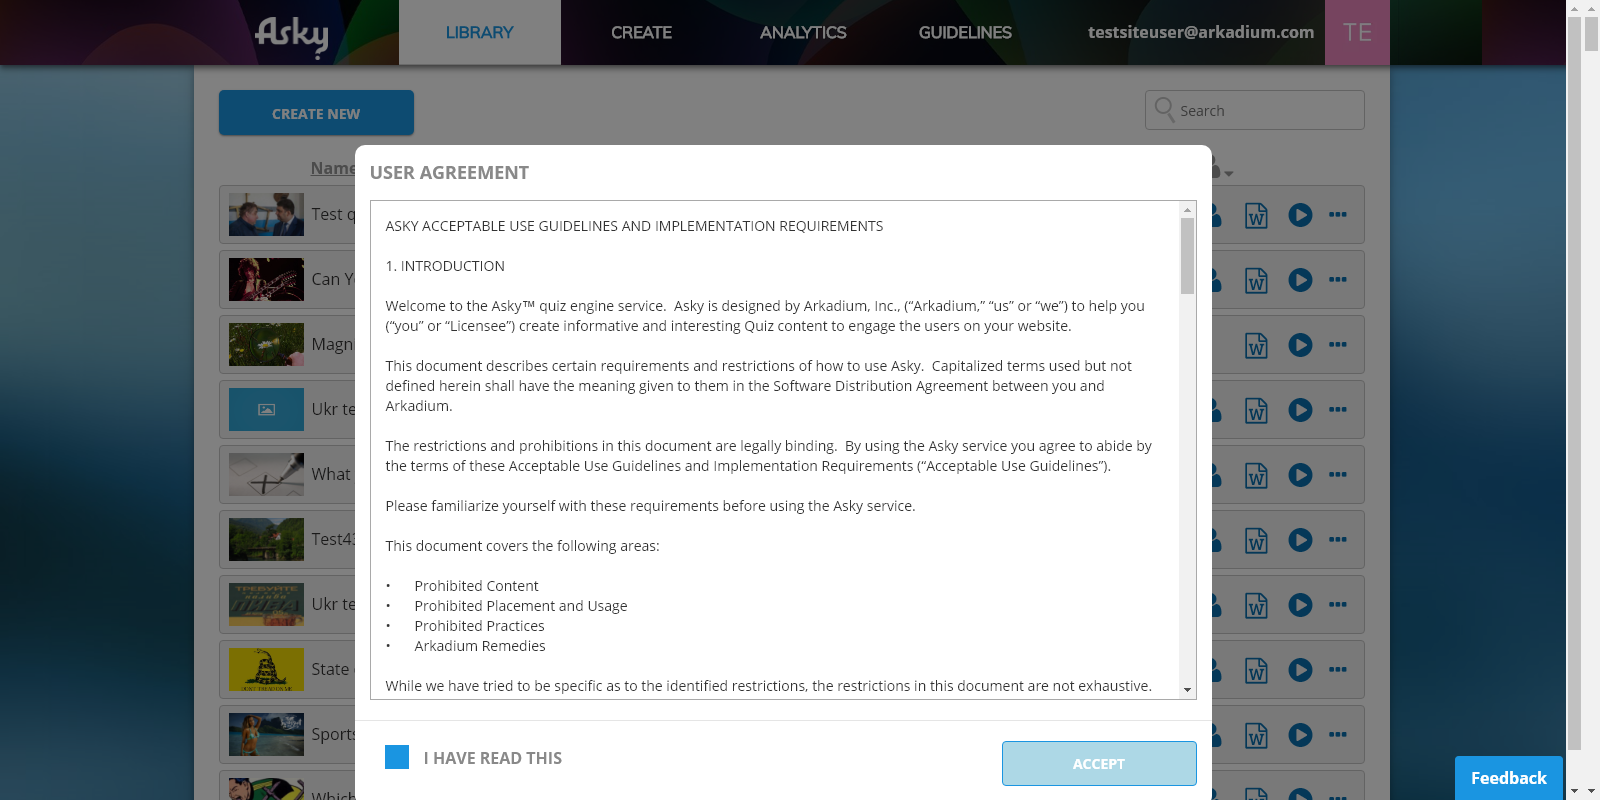 Asky
LIBRARY
CREATE
ANALYTICS
GUIDELINES
testsiteuser@arkadium.com
TE
CREATE NEW
Search
Name
USER AGREEMENT
ASKY ACCEPTABLE USE GUIDELINES AND IMPLEMENTATION REQUIREMENTS
1. INTRODUCTION
Welcome to the Asky™ quiz engine service.  Asky is designed by Arkadium, Inc., (“Arkadium,” “us” or “we”) to help you
(“you” or “Licensee”) create informative and interesting Quiz content to engage the users on your website.
This document describes certain requirements and restrictions of how to use Asky.  Capitalized terms used but not
defined herein shall have the meaning given to them in the Software Distribution Agreement between you and
Arkadium.
The restrictions and prohibitions in this document are legally binding.  By using the Asky service you agree to abide by
the terms of these Acceptable Use Guidelines and Implementation Requirements (“Acceptable Use Guidelines”).
Please familiarize yourself with these requirements before using the Asky service.
This document covers the following areas:
• Prohibited Content
• Prohibited Placement and Usage
• Prohibited Practices
• Arkadium Remedies
While we have tried to be specific as to the identified restrictions, the restrictions in this document are not exhaustive.
I HAVE READ THIS
ACCEPT
Test q
Can Y
Magn
Ukr te
What
Test43
Ukr te
State
Sports
Which
Feedback